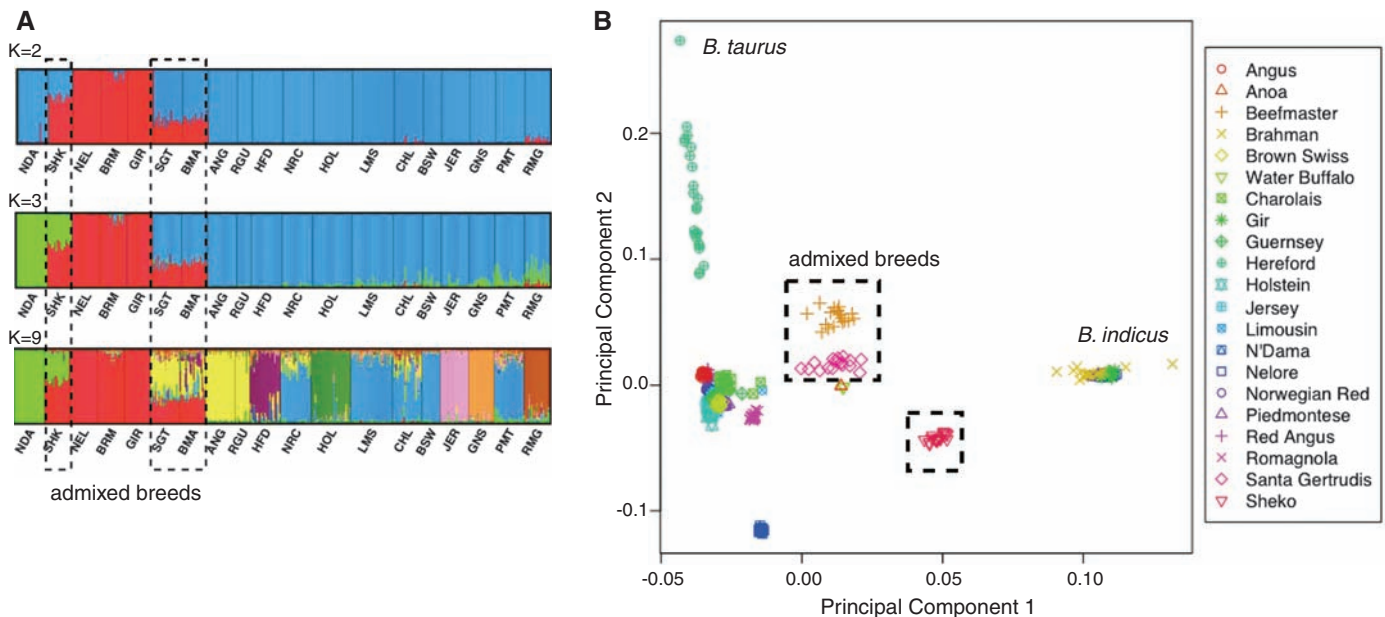 A
K=2
NDA SHK NEL BRM GIR SGT BMA ANG RGU HFD NRC HOL LMS CHL BSW JER GNS PMT RMG
K=3
NDA SHK NEL BRM GIR SGT BMA ANG RGU HFD NRC HOL LMS CHL BSW JER GNS PMT RMG
K=9
NDA SHK NEL BRM GIR SGT BMA ANG RGU HFD NRC HOL LMS CHL BSW JER GNS PMT RMG
admixed breeds
B
B. taurus
admixed breeds
B. indicus
Principal Component 2
0.2
0.1
0.0
-0.1
-0.05 0.00 0.05 0.10
Principal Component 1
Angus
Anoa
Beefmaster
Brahman
Brown Swiss
Water Buffalo
Charolais
Gir
Guernsey
Hereford
Holstein
Jersey
Limousin
N'Dama
Nelore
Norwegian Red
Piedmontese
Red Angus
Romagnola
Santa Gertrudis
Sheko